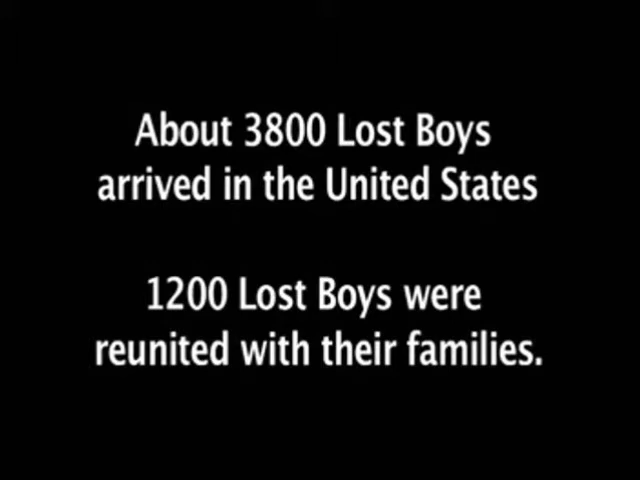 About 3800 Lost Boys
arrived in the United States
1200 Lost Boys were
reunited with their families.